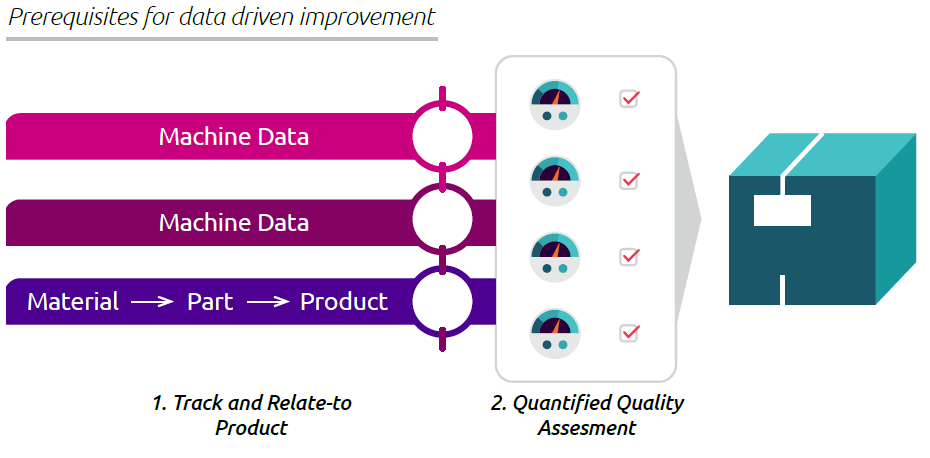 Prerequisites for data driven improvement
Machine Data
Machine Data
Material → Part → Product
1. Track and Relate-to
Product
2. Quantified Quality
Assesment